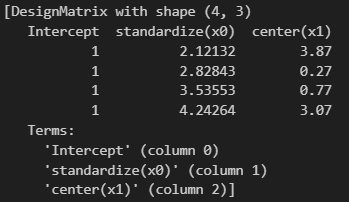 [DesignMatrix with shape (4, 3)
Intercept standardize(x0) center(x1)
1 2.12132 3.87
1 2.82843 0.27
1 3.53553 0.77
1 4.24264 3.07
Terms:
'Intercept' (column 0)
'standardize(x0)' (column 1)
'center(x1)' (column 2)]